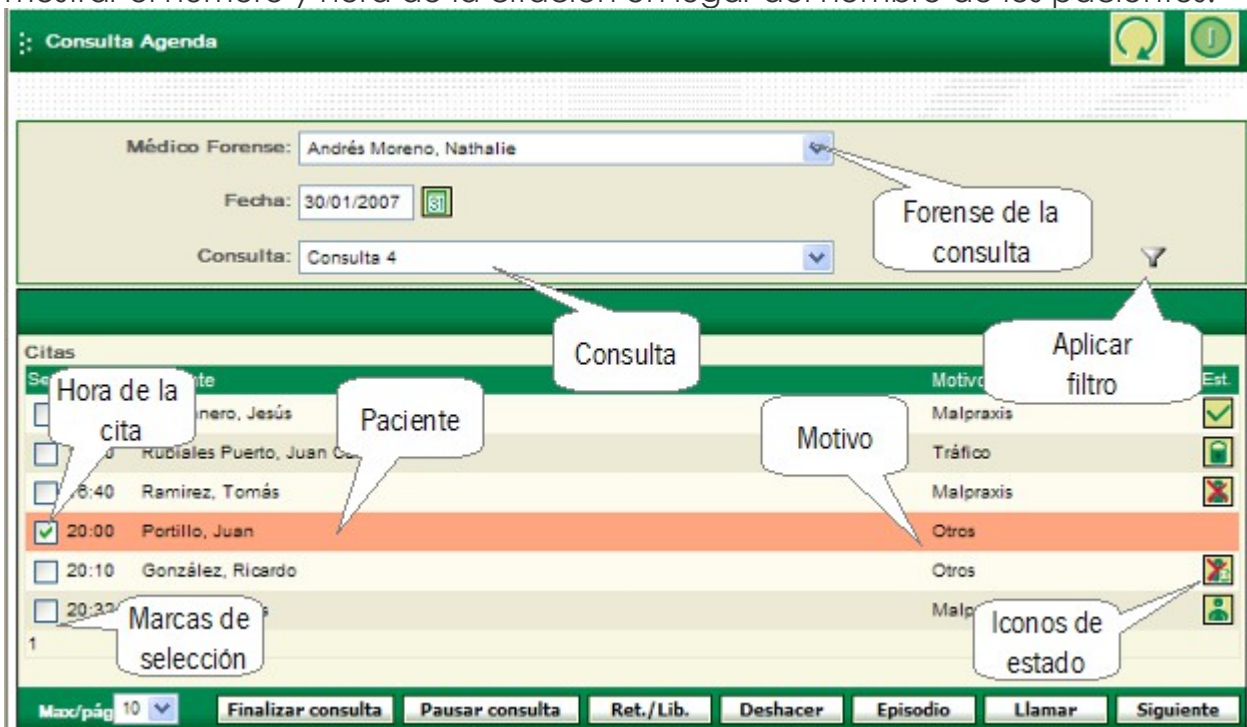 mostrar el número y hora de la citación en lugar del nombre de los pacientes.
Consulta Agenda
Médico Forense: Andrés Moreno, Nathalie
Fecha: 30/01/2007 31
Forense de la
consulta
Consulta: Consulta 4
Consulta
Aplicar
filtro
Citas
Est.
Hora de la
cita
Paciente
Motivo
Jesús Malpraxis
Rubiales Puerto, Juan Tráfico
Ramirez, Tomás Malpraxis
20:00 Portillo, Juan Otros
20:10 González, Ricardo Otros
Marcas de
selección
Iconos de
estado
1
Max/pág 10 Finalizar consulta Pausar consulta Ret./Lib. Deshacer Episodio Llamar Siguiente